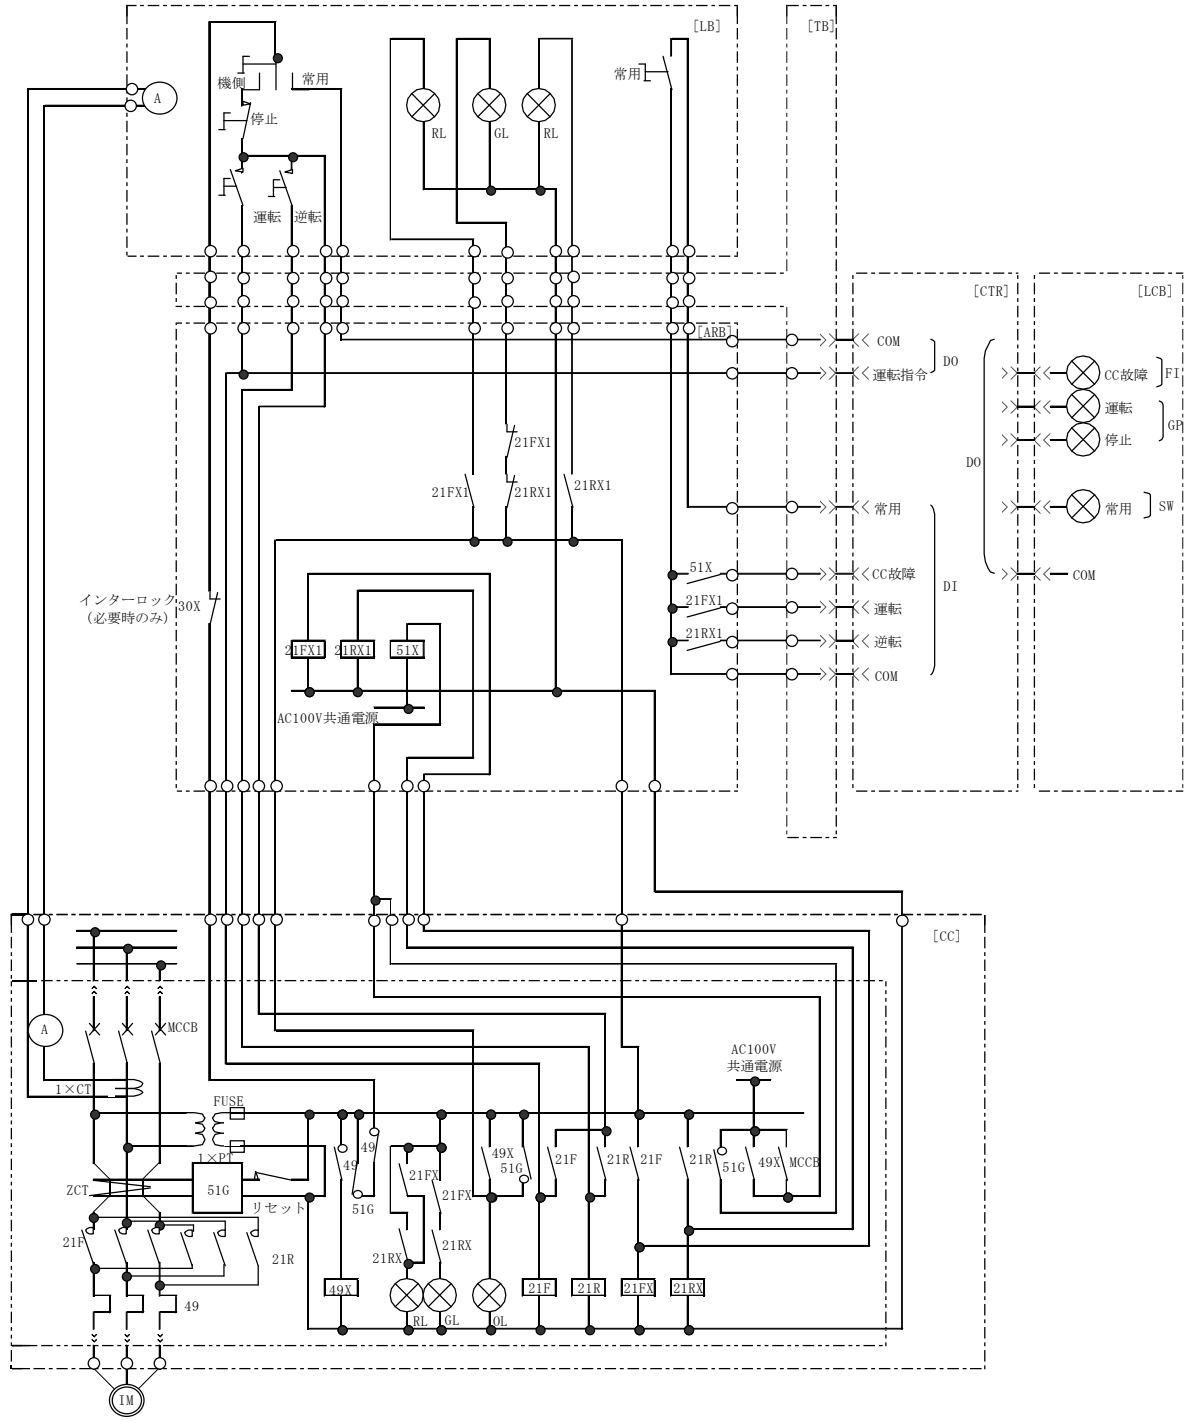 [LB]
[TB]
機側
常用
停止
運転
逆転
A
RL
GL
RL
常用
[CTR]
[LCB]
[ARB]
COM
DO
運転指令
CC故障
FI
運転
GP
停止
DO
21FX1
21FX1
21RX1
21RX1
常用
常用
SW
51X
CC故障
COM
DI
21FX1
運転
21RX1
逆転
COM
インターロック
(必要時のみ)
30X
21FX1
21RX1
51X
AC100V共通電源
[CC]
A
MCCB
1×CT
AC100V
共通電源
FUSE
1×PT
ZCT
51G
リセット
49
49
51G
21FX
21FX
49X
51G
21F
21R
21F
21R
51G
49X
MCCB
21F
21R
21RX
21RX
49X
21F
21R
21FX
21RX
49
RL
GL
OL
IM